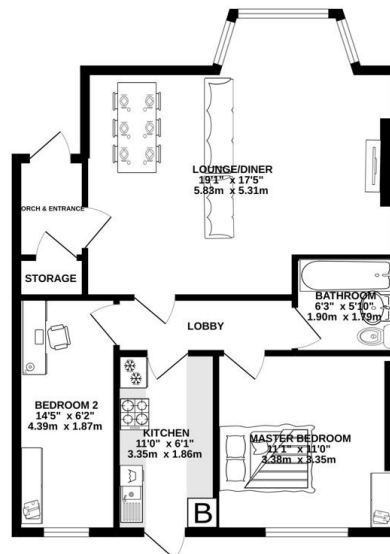 LOUNGE/DINER
19'1" x 17'5"
5.83m x 5.31m
ORCH & ENTRANCE
STORAGE
BATHROOM
6'3" x 5'10"
1.90m x 1.79m
LOBBY
BEDROOM 2
14'5" x 6'2"
4.39m x 1.87m
KITCHEN
11'0" x 6'1"
3.35m x 1.86m
MASTER BEDROOM
11'1" x 11'0"
3.38m x 3.35m
B